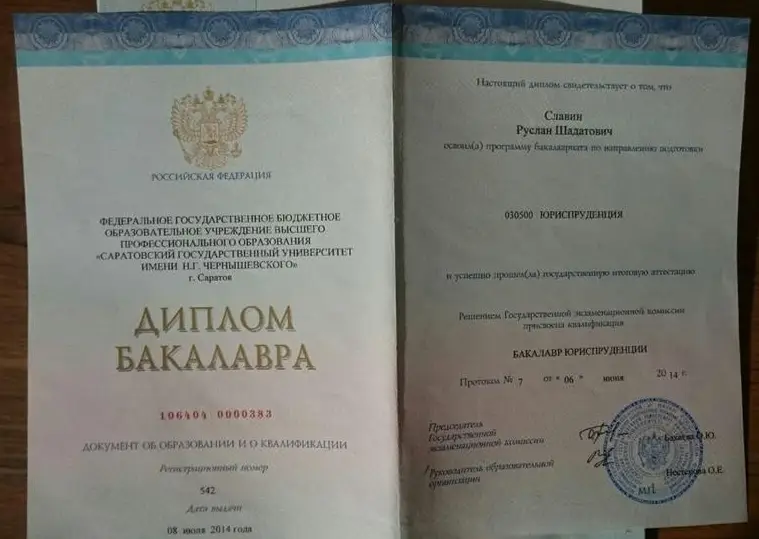 РОССИЙСКАЯ ФЕДЕРАЦИЯ
ФЕДЕРАЛЬНОЕ ГОСУДАРСТВЕННОЕ БЮДЖЕТНОЕ
ОБРАЗОВАТЕЛЬНОЕ УЧРЕЖДЕНИЕ ВЫСШЕГО
ПРОФЕССИОНАЛЬНОГО ОБРАЗОВАНИЯ
«САРАТОВСКИЙ ГОСУДАРСТВЕННЫЙ УНИВЕРСИТЕТ
ИМЕНИ Н.Г. ЧЕРНЫШЕВСКОГО»
г. Саратов
ДИПЛОМ
БАКАЛАВРА
106404 0000383
ДОКУМЕНТ ОБ ОБРАЗОВАНИИ И О КВАЛИФИКАЦИИ
Регистрационный номер
542
Дата выдачи
08 июля 2014 года
Настоящий диплом свидетельствует о том, что
Славин
Руслан Шадатович
освоил(а) программу бакалавриата по направлению подготовки
030500 ЮРИСПРУДЕНЦИЯ
и успешно прошел(ла) государственную итоговую аттестацию
Решением Государственной экзаменационной комиссии
присвоена квалификация
БАКАЛАВР ЮРИСПРУДЕНЦИИ
Протокол № 7 от « 06 » июня 2014 г.
Председатель
Государственной
экзаменационной комиссии
О.Ю.
Руководитель образовательной
организации
Нестерова О.Е.
М.П.